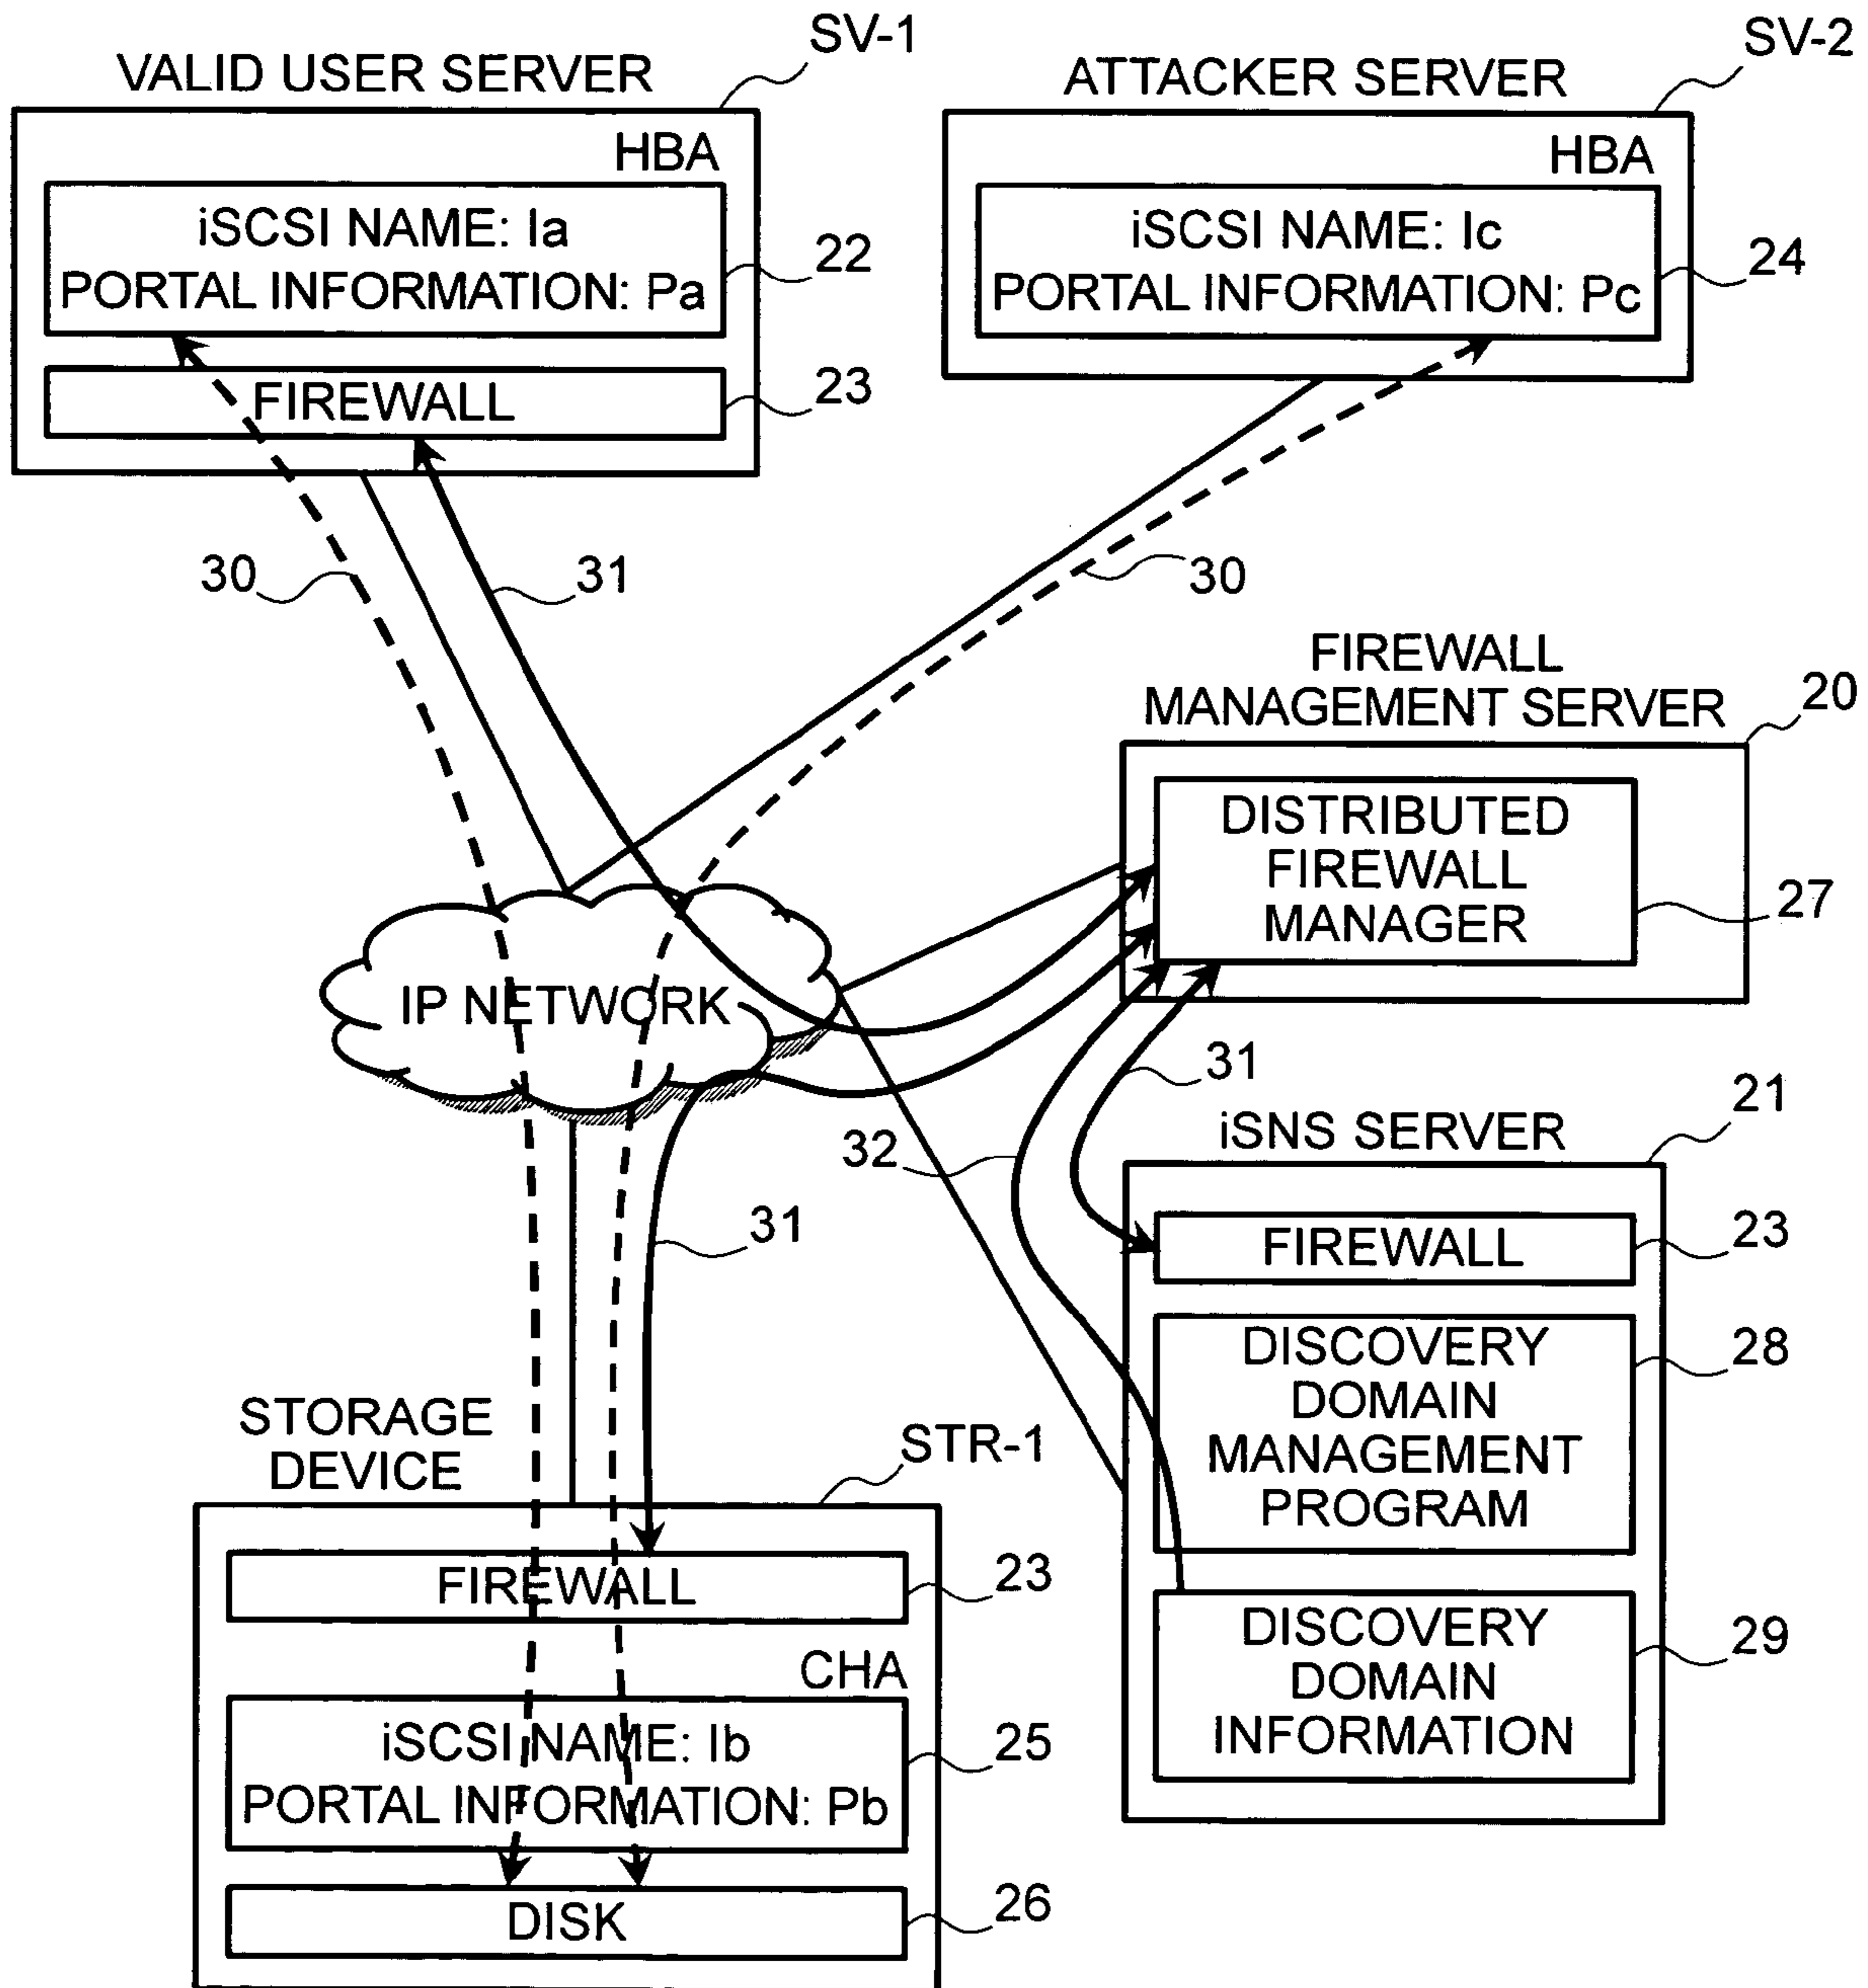 SV-1
VALID USER SERVER
HBA
iSCSI NAME: Ia
PORTAL INFORMATION: Pa
22
FIREWALL
23
SV-2
ATTACKER SERVER
HBA
iSCSI NAME: Ic
PORTAL INFORMATION: Pc
24
30
31
30
FIREWALL
MANAGEMENT SERVER
20
DISTRIBUTED
FIREWALL
MANAGER
27
IP NETWORK
31
32
31
iSNS SERVER
21
FIREWALL
23
DISCOVERY
DOMAIN
MANAGEMENT
PROGRAM
28
DISCOVERY
DOMAIN
INFORMATION
29
STORAGE
DEVICE
STR-1
FIREWALL
23
CHA
iSCSI NAME: Ib
PORTAL INFORMATION: Pb
25
DISK
26